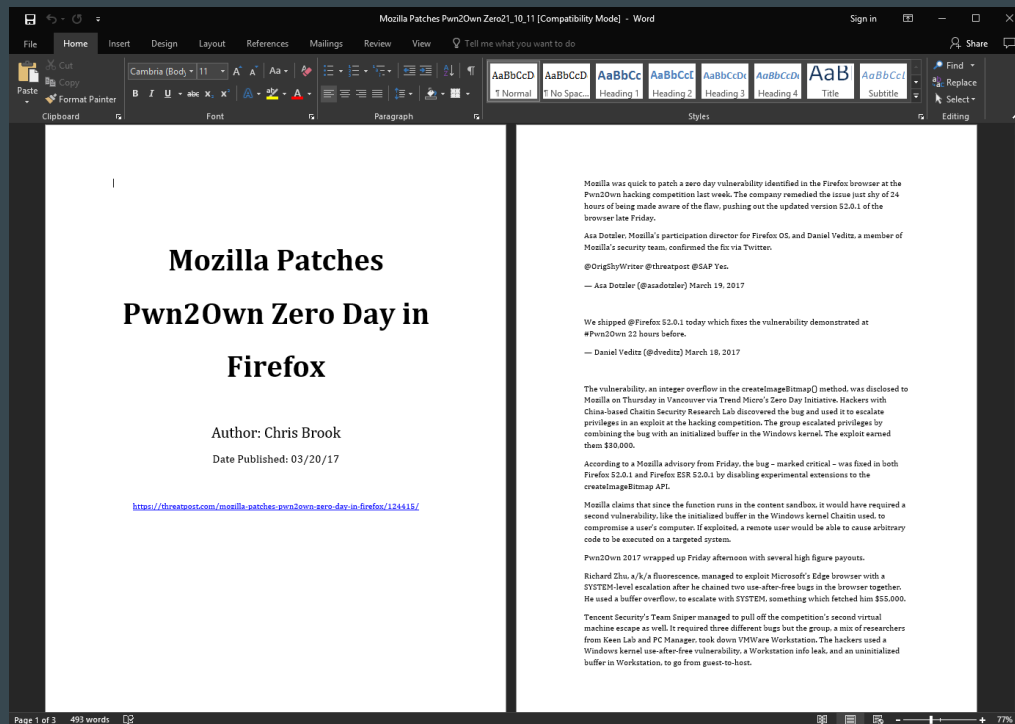 Mozilla Patches Pwn2Own Zero21_10_11 [Compatibility Mode] - Word
Sign in
File Home Insert Design Layout References Mailings Review View Tell me what you want to do
Share
Paste
Cut
Copy
Format Painter
Clipboard
Cambria (Body 11
B I U abc X₂ X²
Font
Paragraph
AaBbCcD AaBbCcD AaBbCc AaBbCcD AaBbCcDc AaBbCcDc AaB AaBbCcL
¶ Normal ¶ No Spac... Heading 1 Heading 2 Heading 3 Heading 4 Title Subtitle
Styles
Find
Replace
Select
Editing
Mozilla Patches
Pwn2Own Zero Day in
Firefox
Author: Chris Brook
Date Published: 03/20/17
https://threatpost.com/mozilla-patches-pwn2own-zero-day-in-firefox/124415/
Mozilla was quick to patch a zero day vulnerability identified in the Firefox browser at the
Pwn2Own hacking competition last week. The company remedied the issue just shy of 24
hours of being made aware of the flaw, pushing out the updated version 52.0.1 of the
browser late Friday.
Asa Dotzler, Mozilla's participation director for Firefox OS, and Daniel Veditz, a member of
Mozilla's security team, confirmed the fix via Twitter.
@OrigShyWriter @threatpost @SAP Yes.
— Asa Dotzler (@asadotzler) March 19, 2017
We shipped @Firefox 52.0.1 today which fixes the vulnerability demonstrated at
#Pwn2Own 22 hours before.
— Daniel Veditz (@dveditz) March 18, 2017
The vulnerability, an integer overflow in the createImageBitmap() method, was disclosed to
Mozilla on Thursday in Vancouver via Trend Micro's Zero Day Initiative. Hackers with
China-based Chaitin Security Research Lab discovered the bug and used it to escalate
privileges in an exploit at the hacking competition. The group escalated privileges by
combining the bug with an initialized buffer in the Windows kernel. The exploit earned
them $30,000.
According to a Mozilla advisory from Friday, the bug – marked critical – was fixed in both
Firefox 52.0.1 and Firefox ESR 52.0.1 by disabling experimental extensions to the
createImageBitmap API.
Mozilla claims that since the function runs in the content sandbox, it would have required a
second vulnerability, like the initialized buffer in the Windows kernel Chaitin used, to
compromise a user's computer. If exploited, a remote user would be able to cause arbitrary
code to be executed on a targeted system.
Pwn2Own 2017 wrapped up Friday afternoon with several high figure payouts.
Richard Zhu, a/k/a fluorescence, managed to exploit Microsoft's Edge browser with a
SYSTEM-level escalation after he chained two use-after-free bugs in the browser together.
He used a buffer overflow, to escalate with SYSTEM, something which fetched him $55,000.
Tencent Security's Team Sniper managed to pull off the competition's second virtual
machine escape as well. It required three different bugs but the group, a mix of researchers
from Keen Lab and PC Manager, took down VMWare Workstation. The hackers used a
Windows kernel use-after-free vulnerability, a Workstation info leak, and an uninitialized
buffer in Workstation, to go from guest-to-host.
Page 1 of 3 493 words
77%